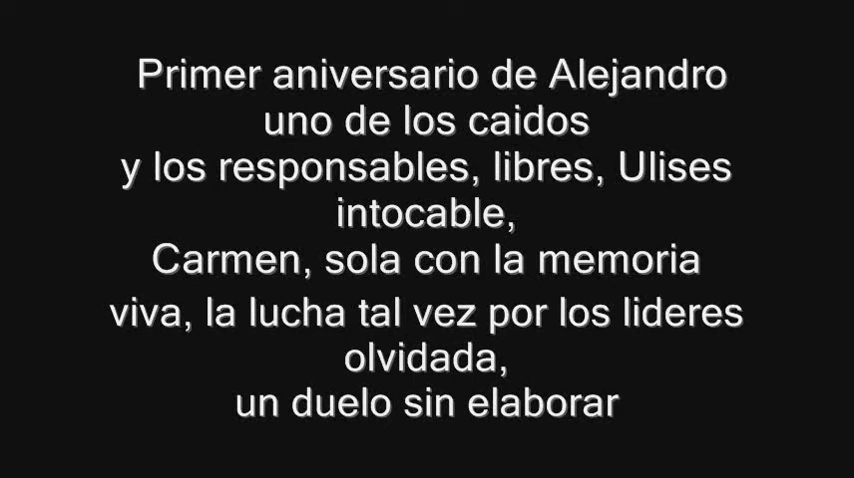 Primer aniversario de Alejandro
uno de los caidos
y los responsables, libres, Ulises
intocable,
Carmen, sola con la memoria
viva, la lucha tal vez por los lideres
olvidada,
un duelo sin elaborar